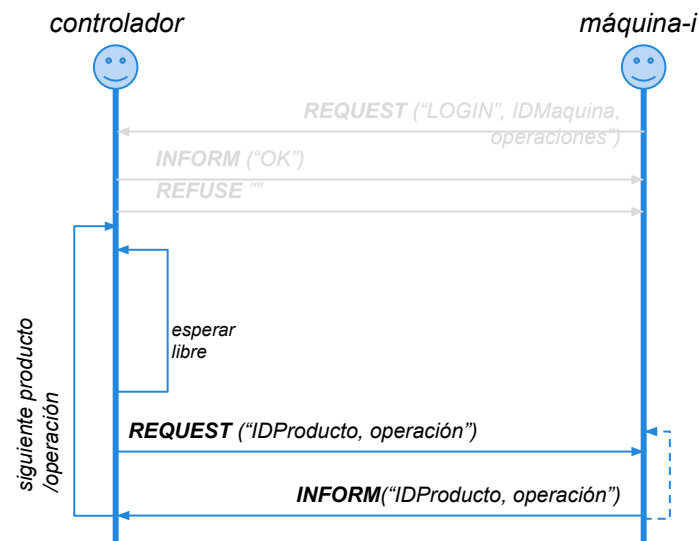 controlador
máquina-i
REQUEST (“LOGIN”, IDMaquina,
operaciones”)
INFORM (“OK”)
REFUSE “”
esperar
libre
siguiente producto
/operación
REQUEST (“IDProducto, operación”)
INFORM(“IDProducto, operación”)